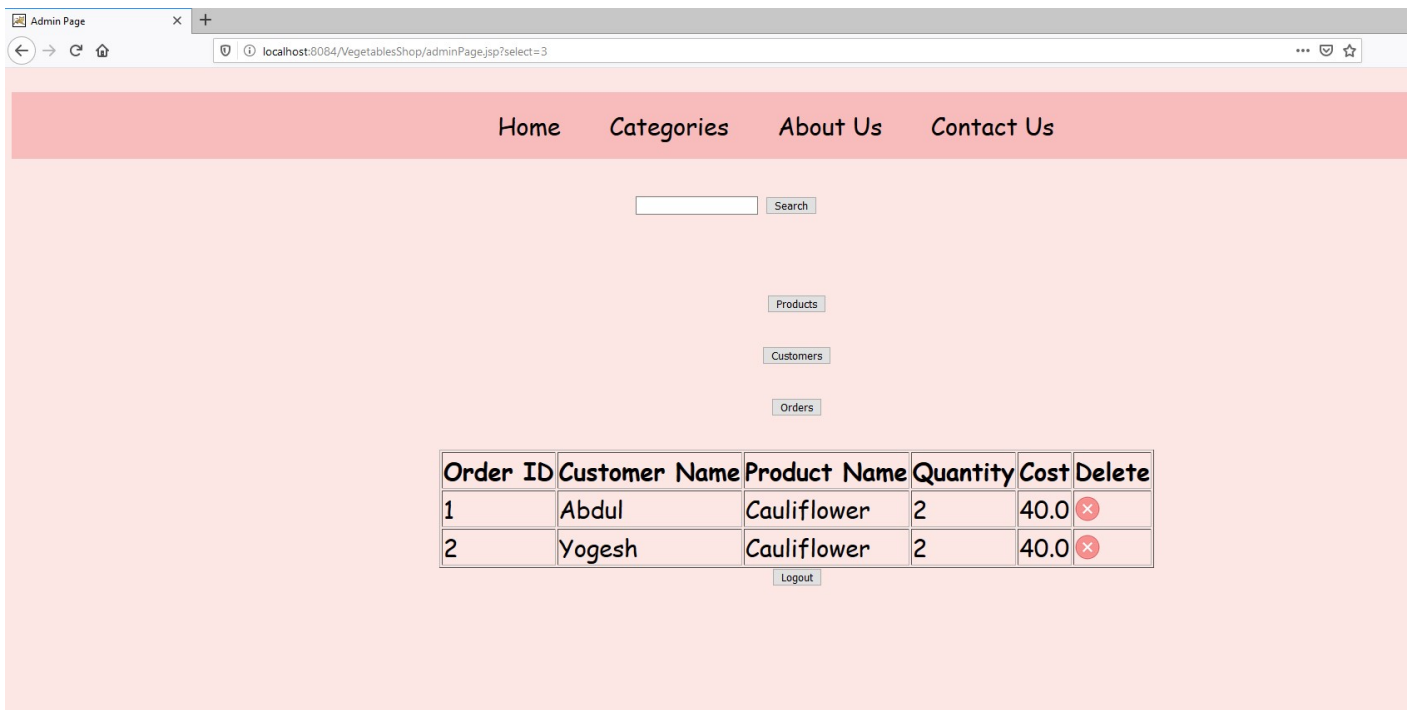 Admin Page
localhost:8084/VegetablesShop/adminPage.jsp?select=3
Home Categories About Us Contact Us
Search
Products
Customers
Orders
Order ID Customer Name Product Name Quantity Cost Delete
1 Abdul Cauliflower 2 40.0
2 Yogesh Cauliflower 2 40.0
Logout